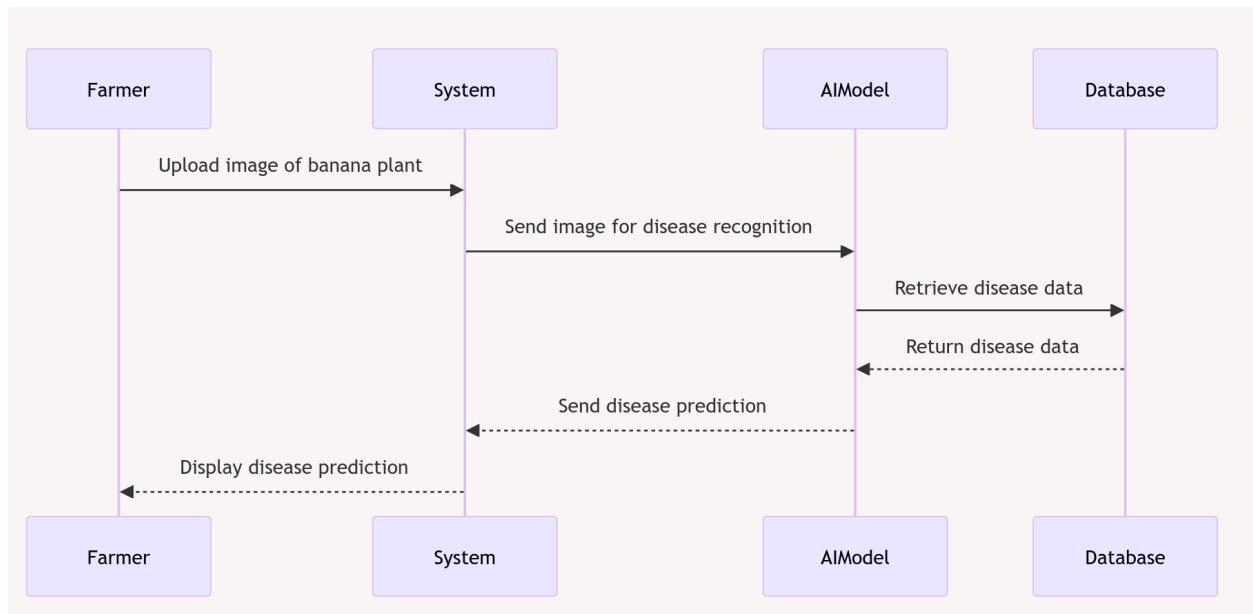 Farmer
System
AIModel
Database
Upload image of banana plant
Send image for disease recognition
Retrieve disease data
Return disease data
Send disease prediction
Display disease prediction
Farmer
System
AIModel
Database